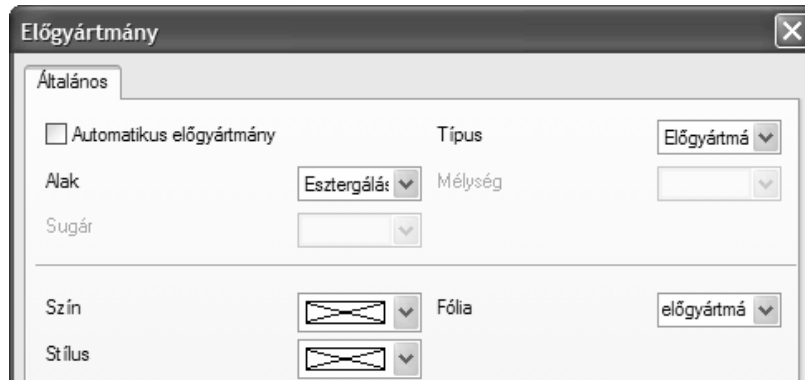 Előgyártmány
Általános
Automatikus előgyártmány Típus Előgyártmá
Alak Esztergálás Mélység
Sugár
Szín Fólia előgyártmá
Stílus